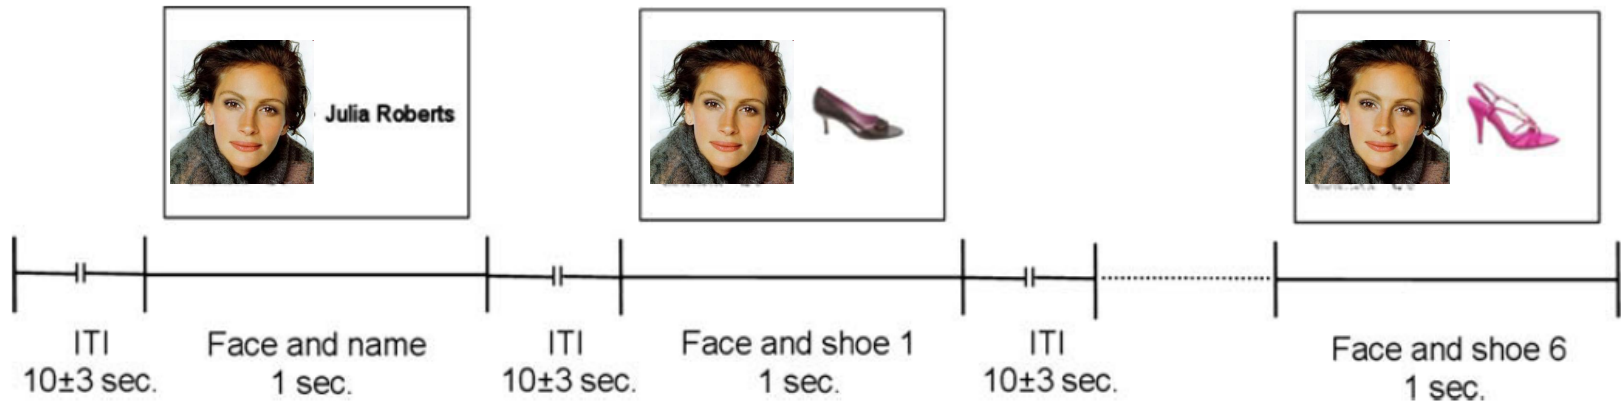 Julia Roberts
ITI
10±3 sec.
Face and name
1 sec.
ITI
10±3 sec.
Face and shoe 1
1 sec.
ITI
10±3 sec.
Face and shoe 6
1 sec.